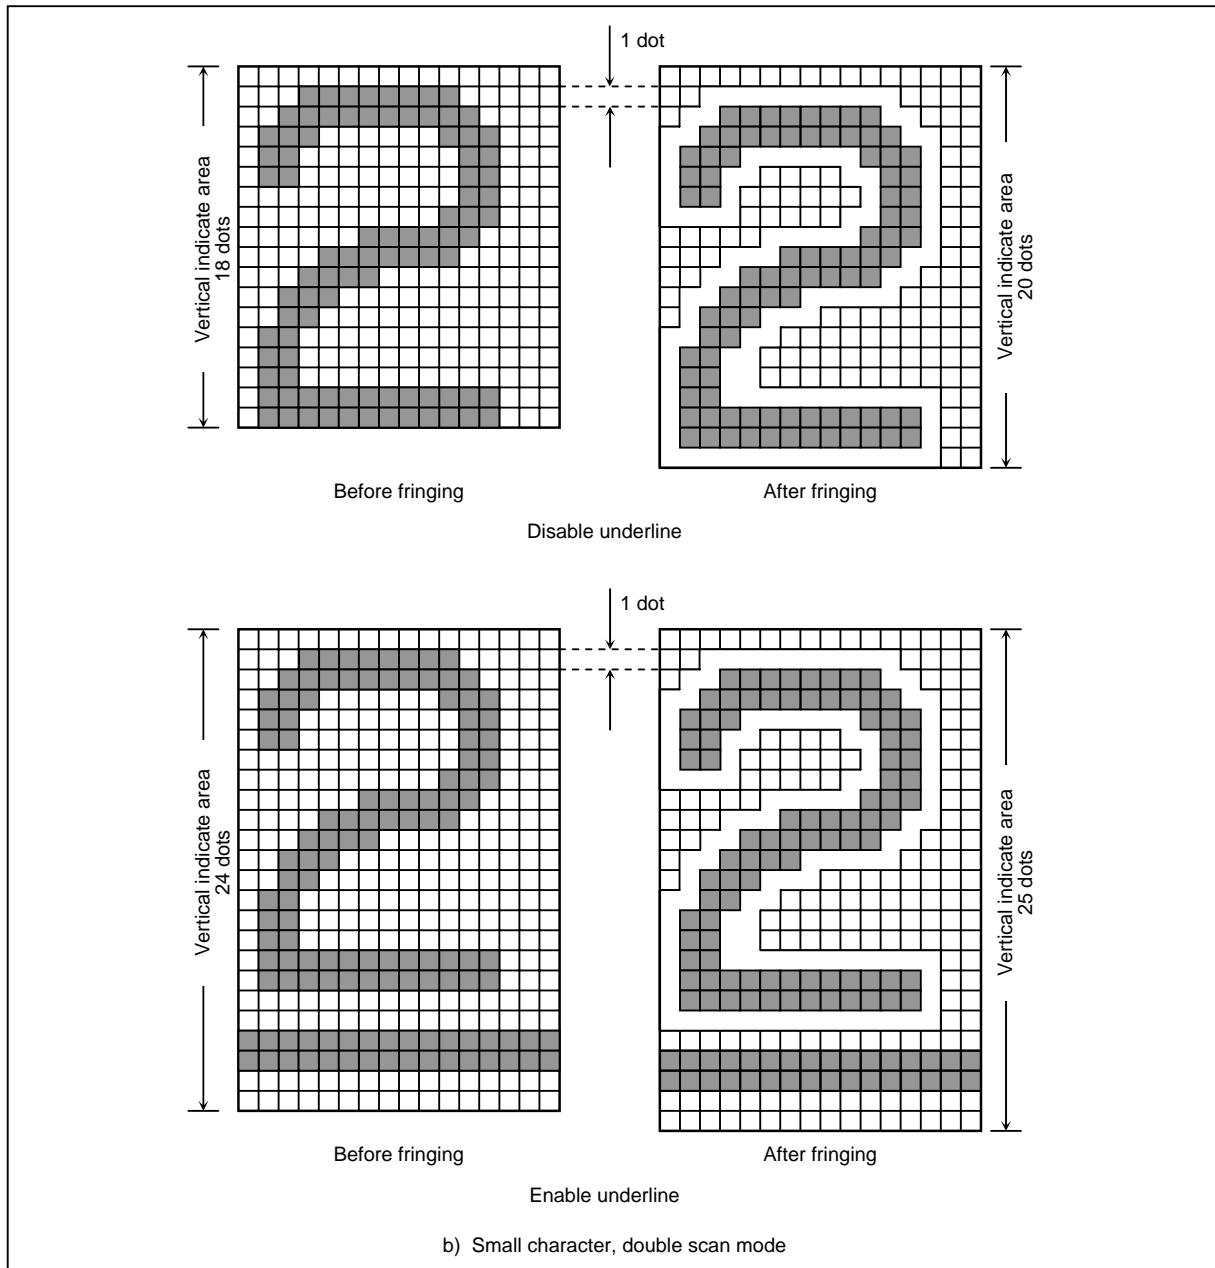 1 dot
Vertical indicate area
18 dots
Vertical indicate area
20 dots
Before fringing
After fringing
Disable underline
1 dot
Vertical indicate area
24 dots
Vertical indicate area
25 dots
Before fringing
After fringing
Enable underline
b) Small character, double scan mode